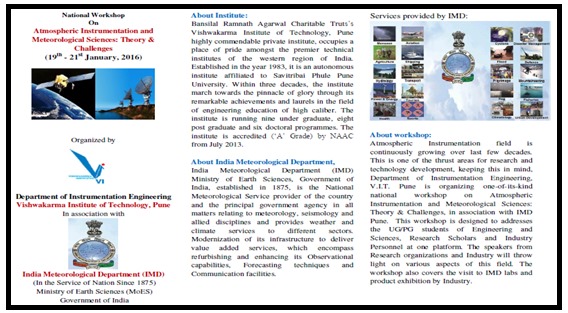 National Workshop
On
Atmospheric Instrumentation and
Meteorological Sciences: Theory &
Challenges
(19th - 21st January, 2016)
Organized by
VI
Department of Instrumentation Engineering
Vishwakarma Institute of Technology, Pune
In association with
India Meteorological Department (IMD)
(In the Service of Nation Since 1875)
Ministry of Earth Sciences (MoES)
Government of India
About Institute:
Bansilal Ramnath Agarwal Charitable Truts's
Vishwakarma Institute of Technology, Pune
highly commendable private institute, occupies a
place of pride amongst the premier technical
institutes of the western region of India.
Established in the year 1983, it is an autonomous
institute affiliated to Savitribai Phule Pune
University. Within three decades, the institute
march towards the pinnacle of glory through its
remarkable achievements and laurels in the field
of engineering education of high caliber. The
institute is running nine under graduate, eight
post graduate and six doctoral programmes. The
institute is accredited ('A' Grade) by NAAC
from July 2013.
About India Meteorological Department,
India Meteorological Department (IMD)
Ministry of Earth Sciences, Government of
India, established in 1875, is the National
Meteorological Service provider of the country
and the principal government agency in all
matters relating to meteorology, seismology and
allied disciplines and provides weather and
climate services to different sectors.
Modernization of its infrastructure to deliver
value added services, which encompass
refurbishing and enhancing its Observational
capabilities, Forecasting techniques and
Communication facilities.
Services provided by IMD:
About workshop:
Atmospheric Instrumentation field is
continuously growing over last few decades.
This is one of the thrust areas for research and
technology development, keeping this in mind,
Department of Instrumentation Engineering,
V.I.T. Pune is organizing one-of-its-kind
national workshop on Atmospheric
Instrumentation and Meteorological Sciences:
Theory & Challenges, in association with IMD
Pune. This workshop is designed to address
the UG/PG students of Engineering and
Sciences, Research Scholars and Industry
Personnel at one platform. The speakers from
Research organizations and Industry will throw
light on various aspects of this field. The
workshop also covers the visit to IMD labs and
product exhibition by Industry.